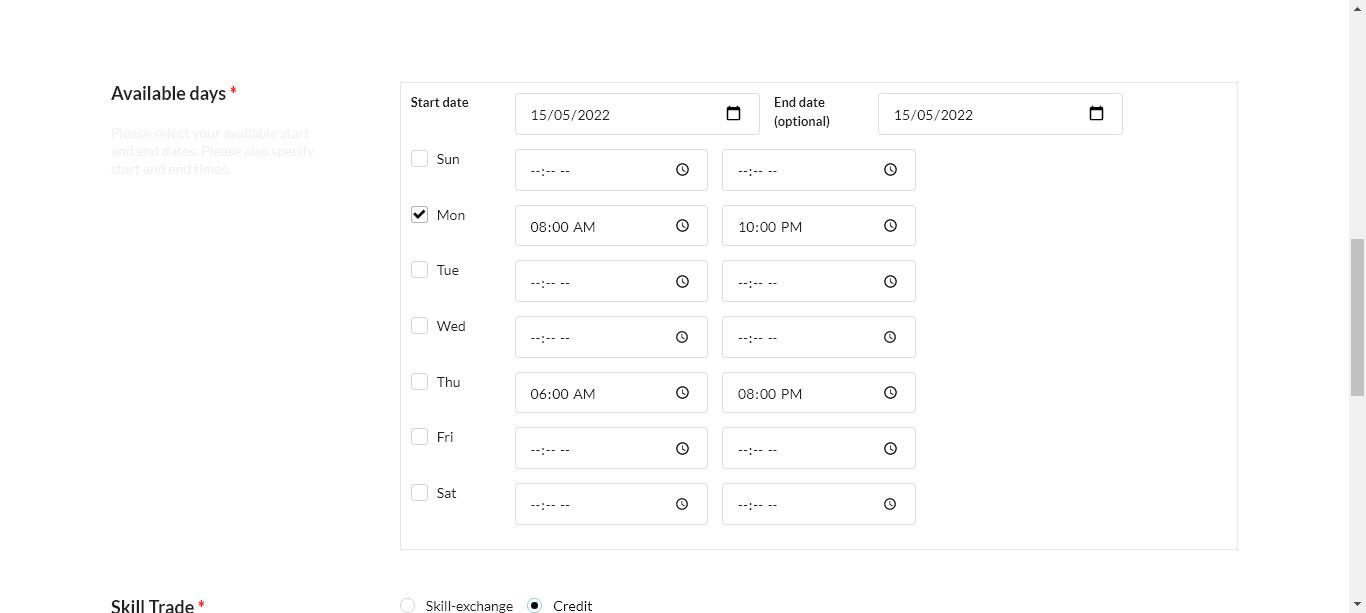 Available days *
Please select your available start
and end dates. Please also specify
start and end times.
Start date
15/05/2022
End date
(optional)
15/05/2022
Sun
--:-- --
--:-- --
Mon
08:00 AM
10:00 PM
Tue
--:-- --
--:-- --
Wed
--:-- --
--:-- --
Thu
06:00 AM
08:00 PM
Fri
--:-- --
--:-- --
Sat
--:-- --
--:-- --
Skill Trade *
Skill-exchange
Credit